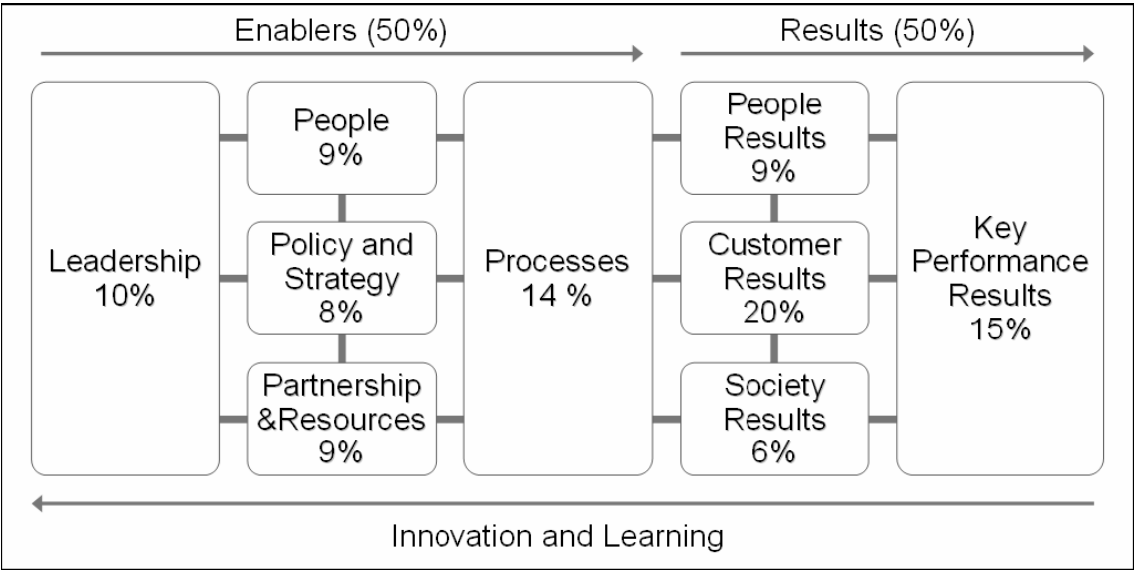 Enablers (50%)
Results (50%)
Leadership
10%
People
9%
Policy and
Strategy
8%
Partnership
&Resources
9%
Processes
14 %
People
Results
9%
Customer
Results
20%
Society
Results
6%
Key
Performance
Results
15%
Innovation and Learning